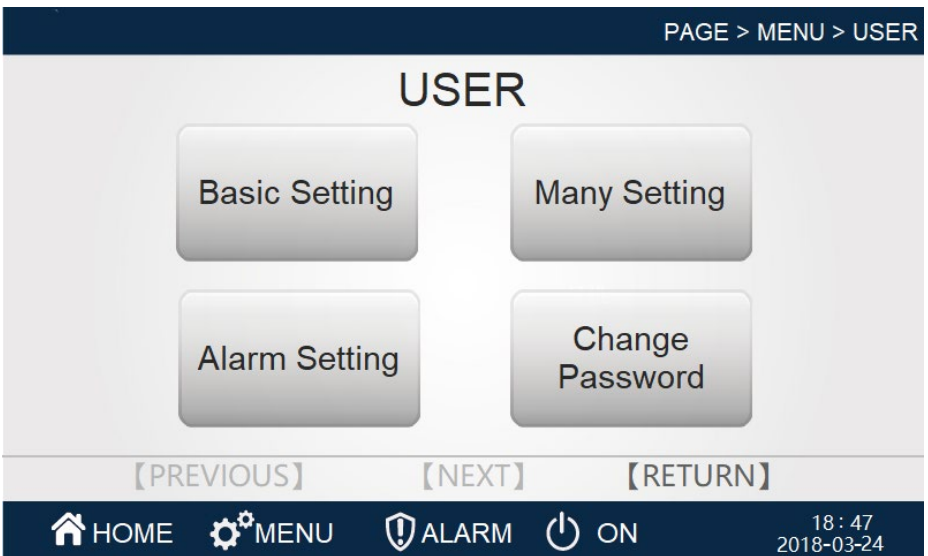 PAGE > MENU > USER
USER
Basic Setting
Many Setting
Alarm Setting
Change
Password
【PREVIOUS】 【NEXT】 【RETURN】
HOME MENU ALARM ON
18:47
2018-03-24